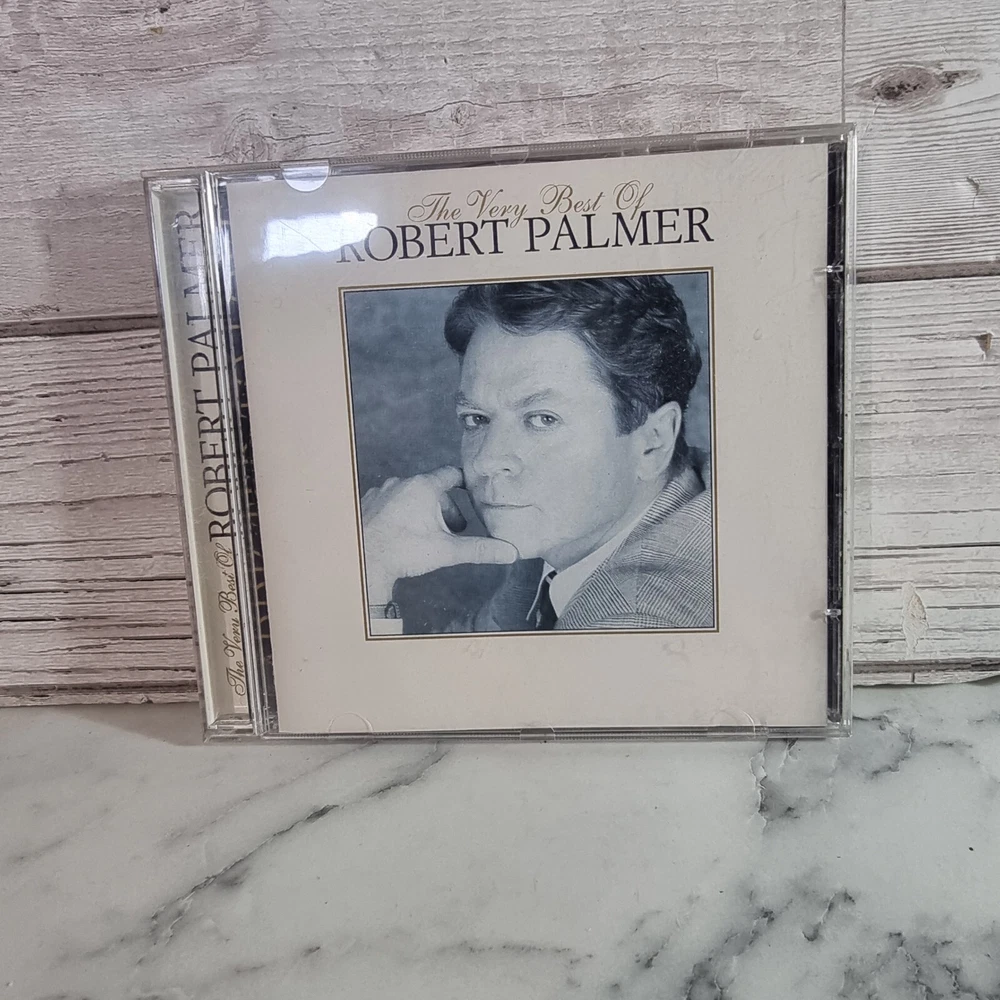 The Very Best Of
ROBERT PALMER
The Very Best Of ROBERT PALMER